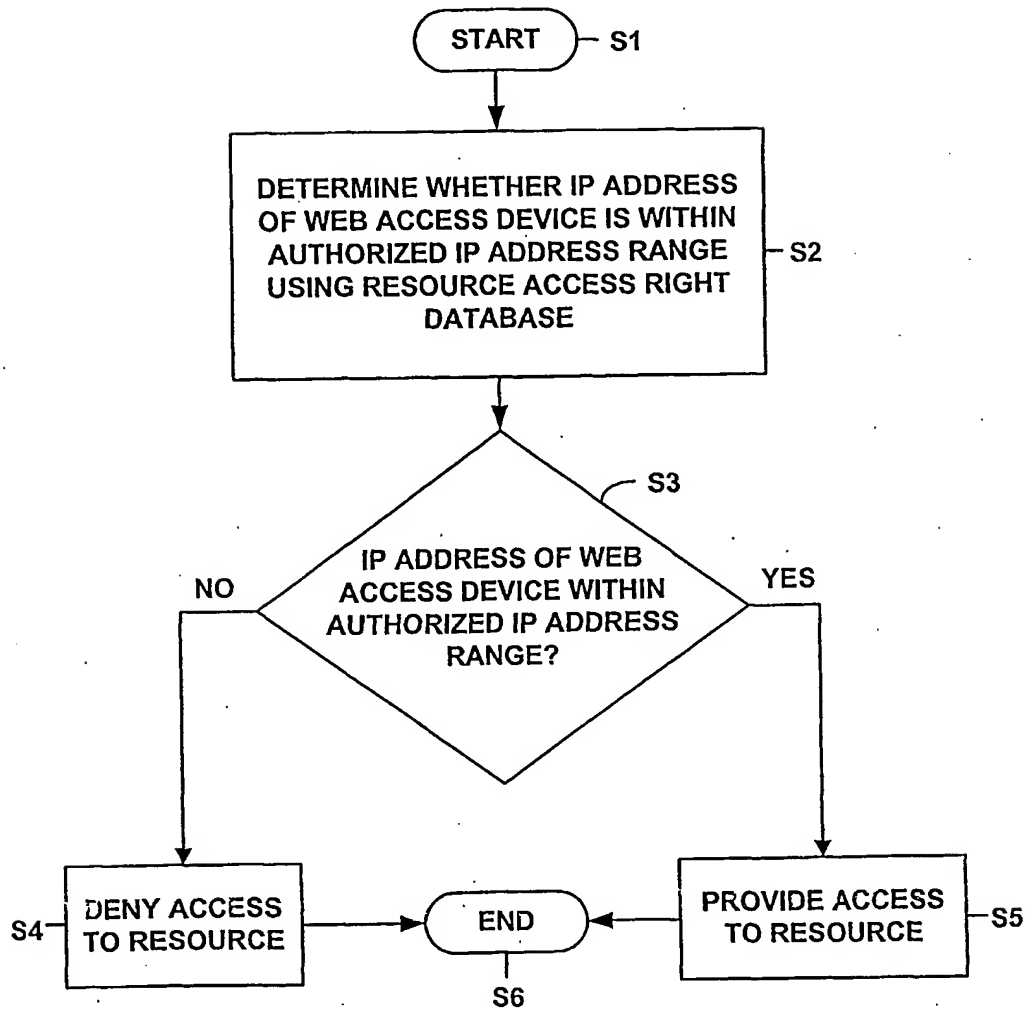 START
S1
DETERMINE WHETHER IP ADDRESS
OF WEB ACCESS DEVICE IS WITHIN
AUTHORIZED IP ADDRESS RANGE
USING RESOURCE ACCESS RIGHT
DATABASE
S2
S3
IP ADDRESS OF WEB
ACCESS DEVICE WITHIN
AUTHORIZED IP ADDRESS
RANGE?
NO
YES
S4
DENY ACCESS
TO RESOURCE
END
S6
PROVIDE ACCESS
TO RESOURCE
S5